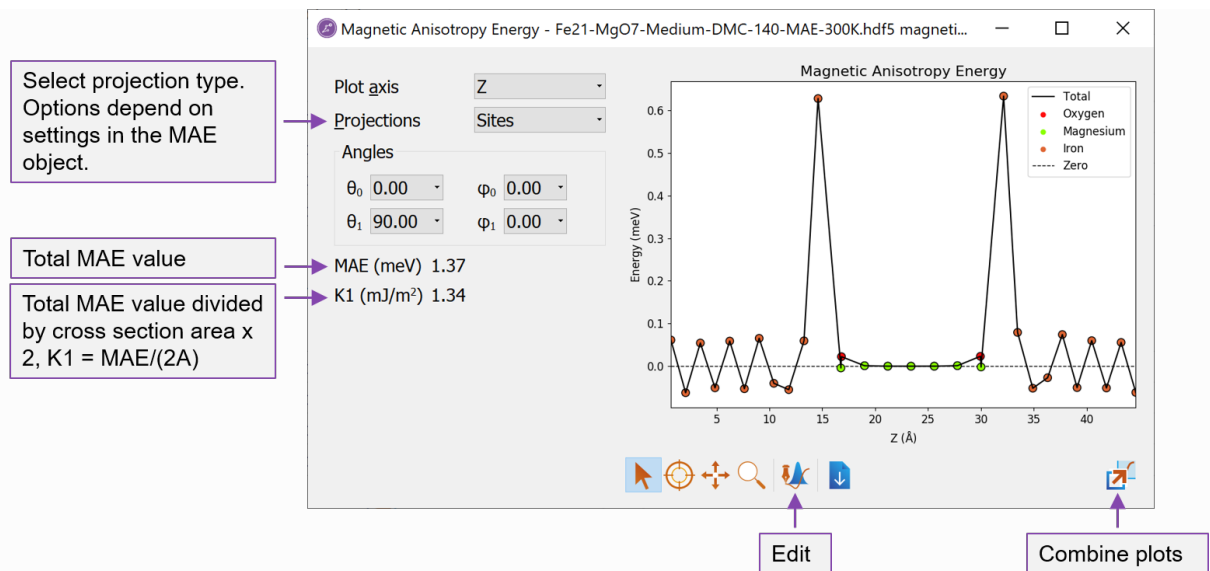 Magnetic Anisotropy Energy - Fe21-MgO7-Medium-DMC-140-MAE-300K.hdf5 magneti...
Select projection type.
Options depend on
settings in the MAE
object.
Total MAE value
Total MAE value divided
by cross section area x
2, K1 = MAE/(2A)
Plot axis
Z
Projections
Sites
Angles
θ₀ 0.00
φ₀ 0.00
θ₁ 90.00
φ₁ 0.00
MAE (meV) 1.37
K1 (mJ/m²) 1.34
Magnetic Anisotropy Energy
Total
Oxygen
Magnesium
Iron
Zero
Energy (meV)
0.6
0.5
0.4
0.3
0.2
0.1
0.0
5 10 15 20 25 30 35 40
Z (Å)
Edit
Combine plots